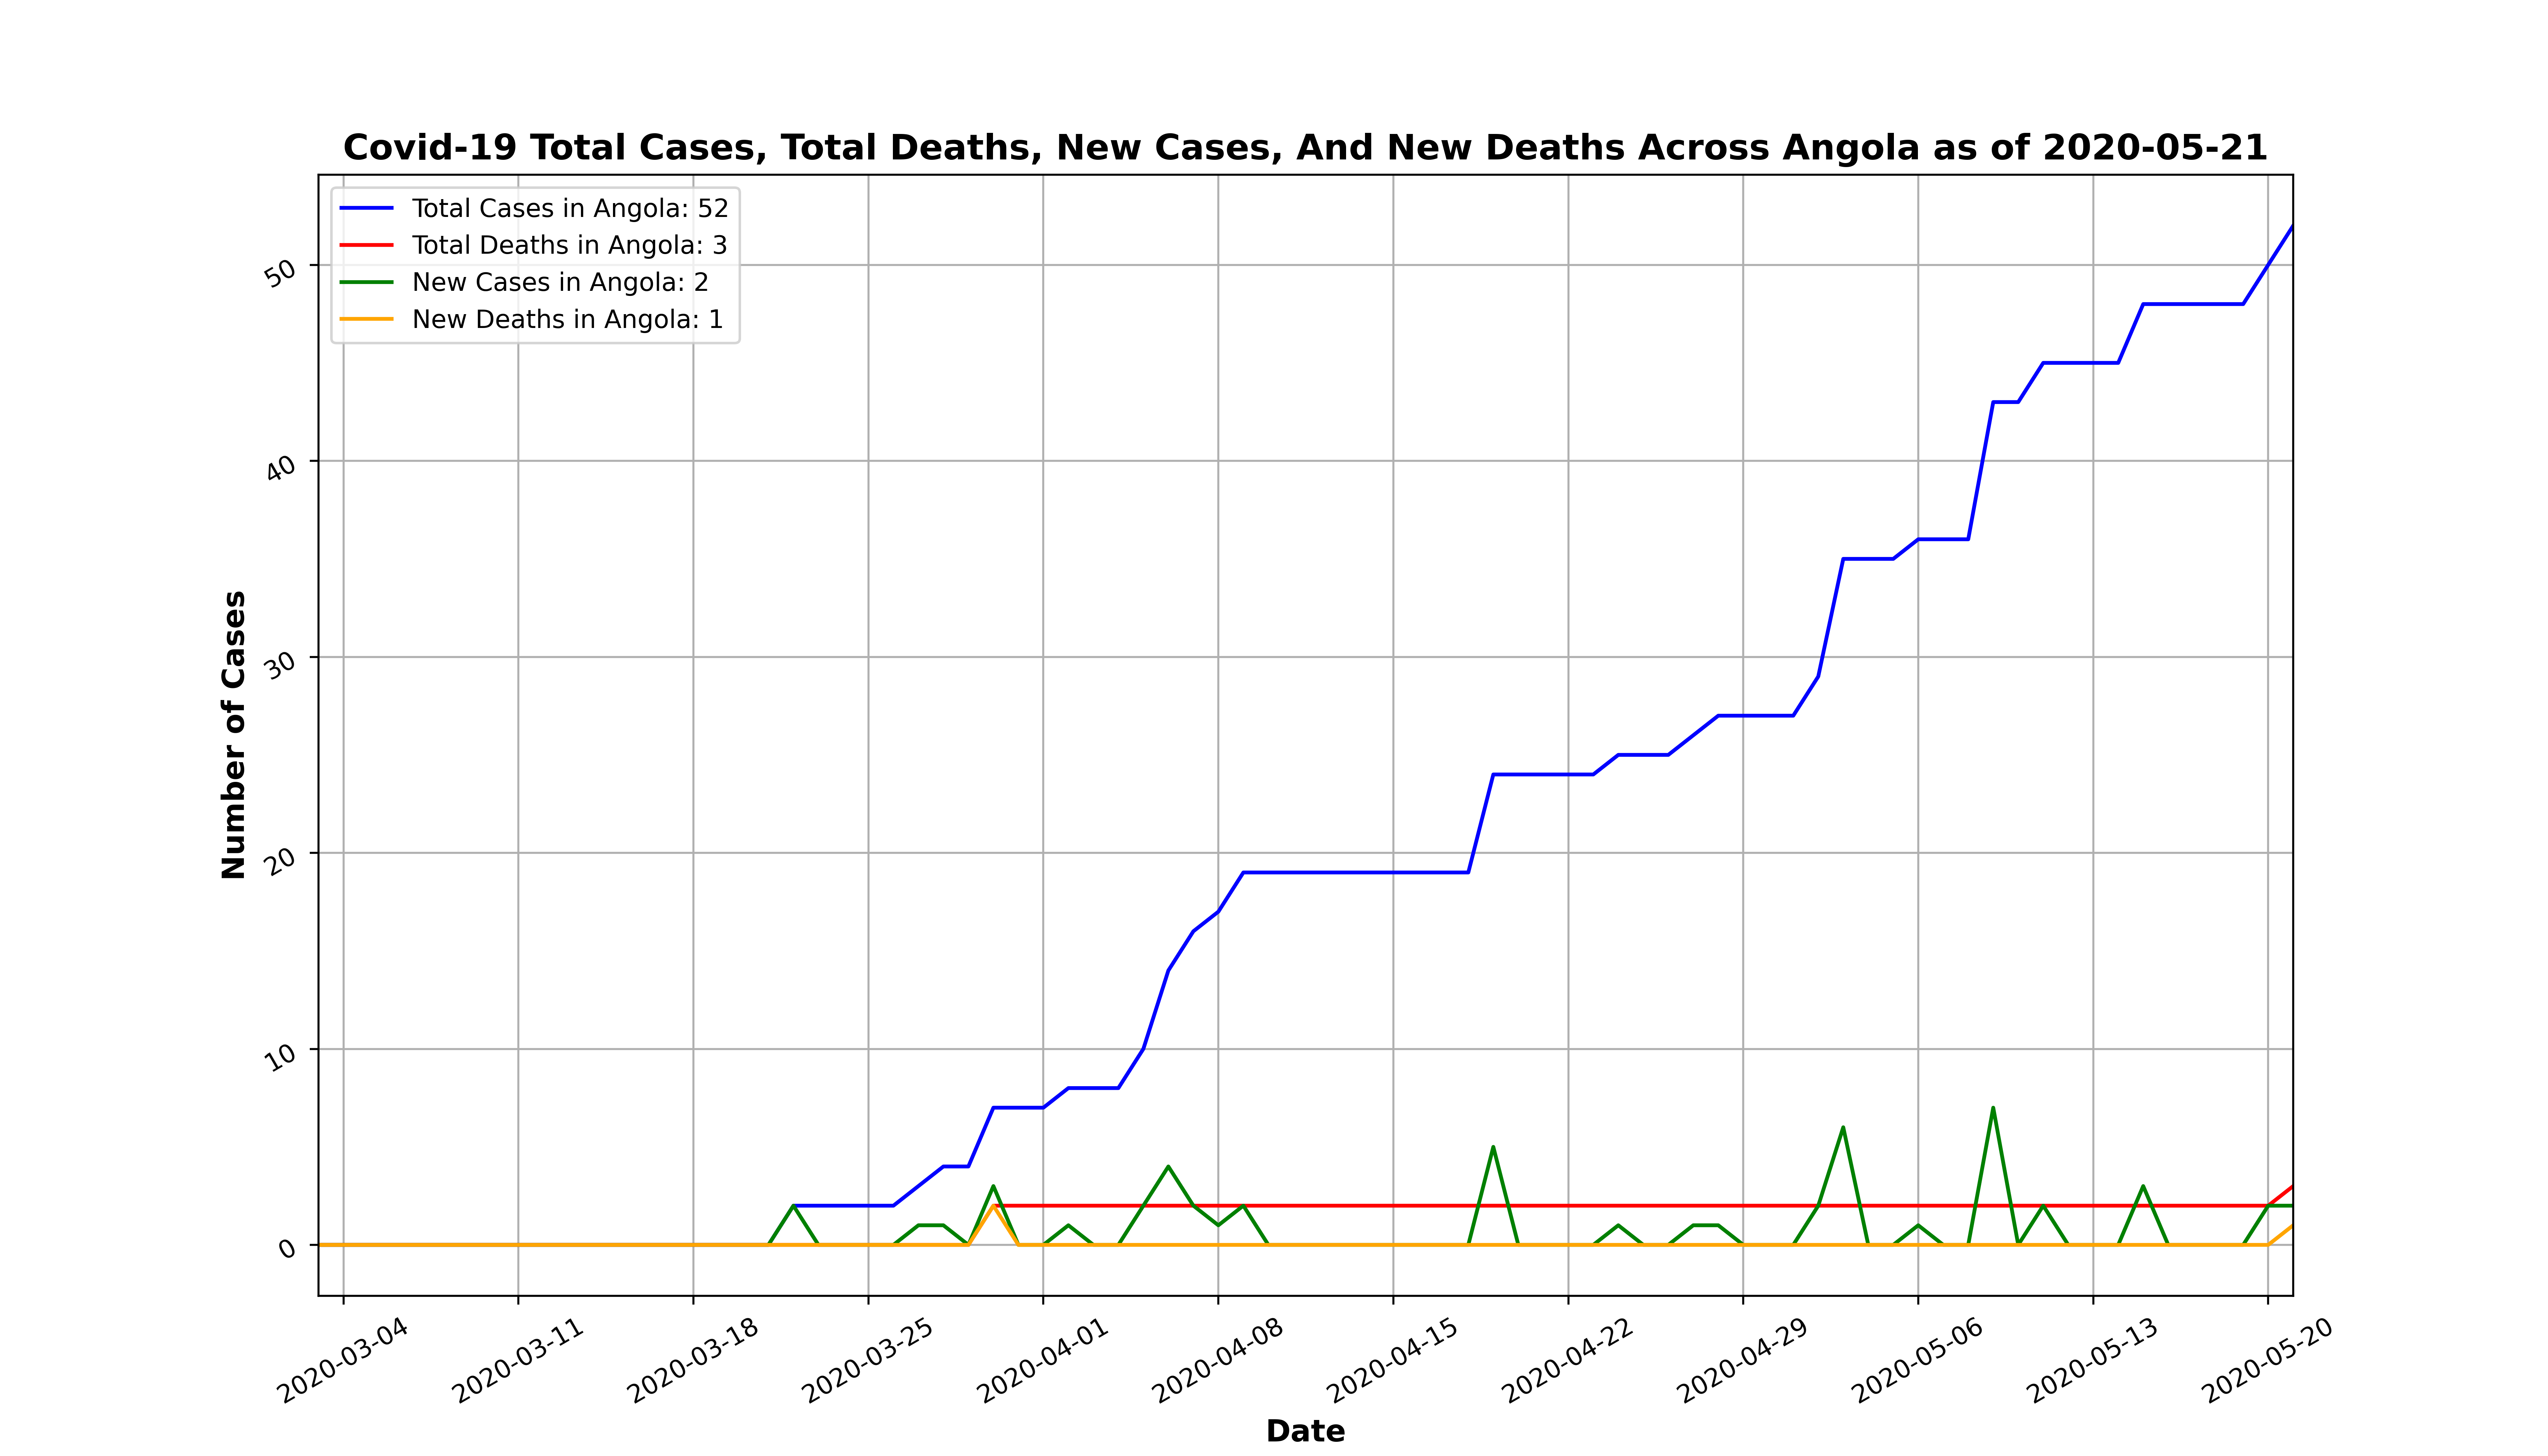 Covid-19 Total Cases, Total Deaths, New Cases, And New Deaths Across Angola as of 2020-05-21
Total Cases in Angola: 52
Total Deaths in Angola: 3
New Cases in Angola: 2
New Deaths in Angola: 1
Number of Cases
50
40
30
20
10
0
2020-03-04
2020-03-11
2020-03-18
2020-03-25
2020-04-01
2020-04-08
2020-04-15
2020-04-22
2020-04-29
2020-05-06
2020-05-13
2020-05-20
Date